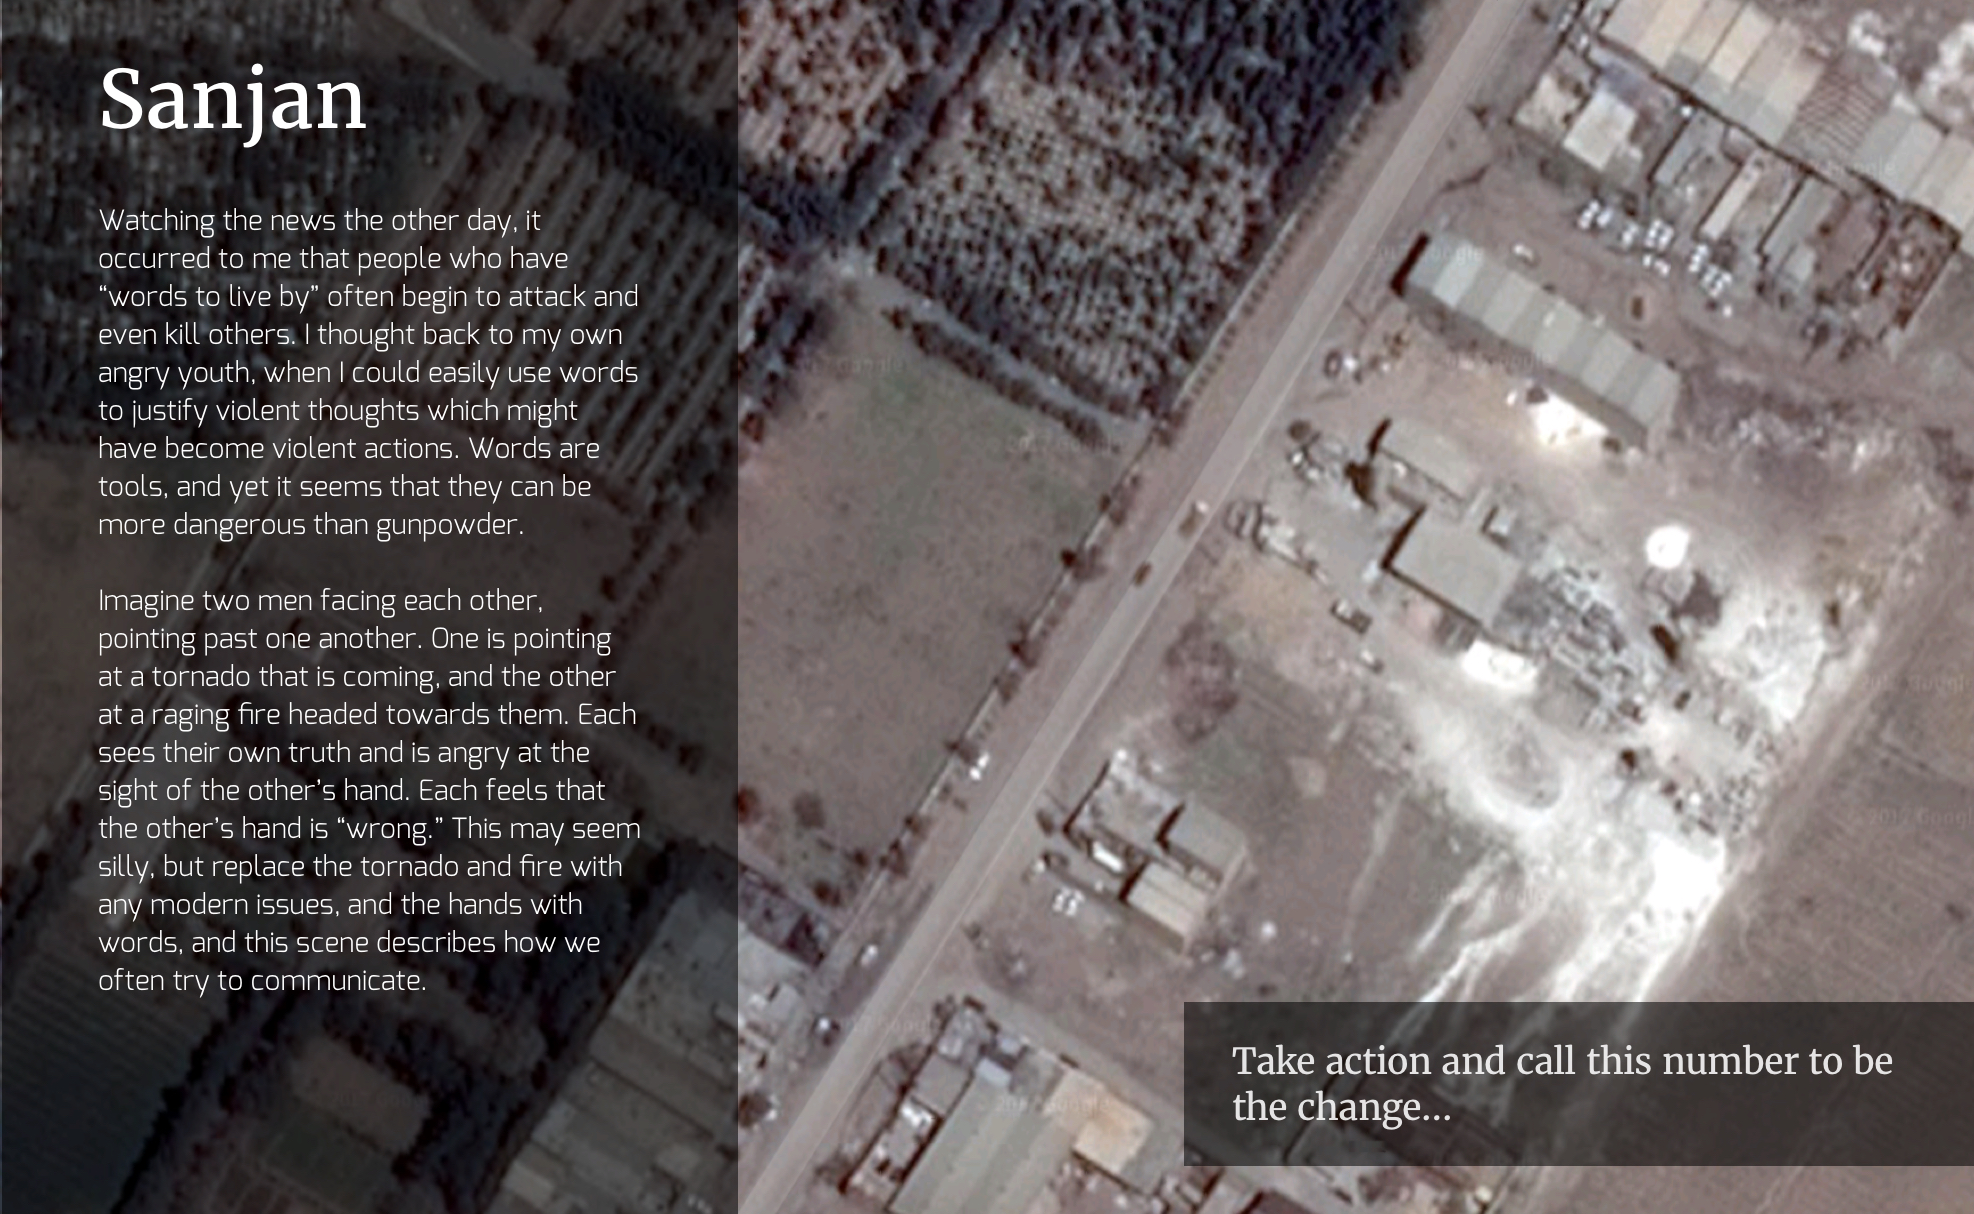 Sanjan
Watching the news the other day, it
occurred to me that people who have
“words to live by” often begin to attack and
even kill others. I thought back to my own
angry youth, when I could easily use words
to justify violent thoughts which might
have become violent actions. Words are
tools, and yet it seems that they can be
more dangerous than gunpowder.
Imagine two men facing each other,
pointing past one another. One is pointing
at a tornado that is coming, and the other
at a raging fire headed towards them. Each
sees their own truth and is angry at the
sight of the other’s hand. Each feels that
the other’s hand is “wrong.” This may seem
silly, but replace the tornado and fire with
any modern issues, and the hands with
words, and this scene describes how we
often try to communicate.
Take action and call this number to be
the change...